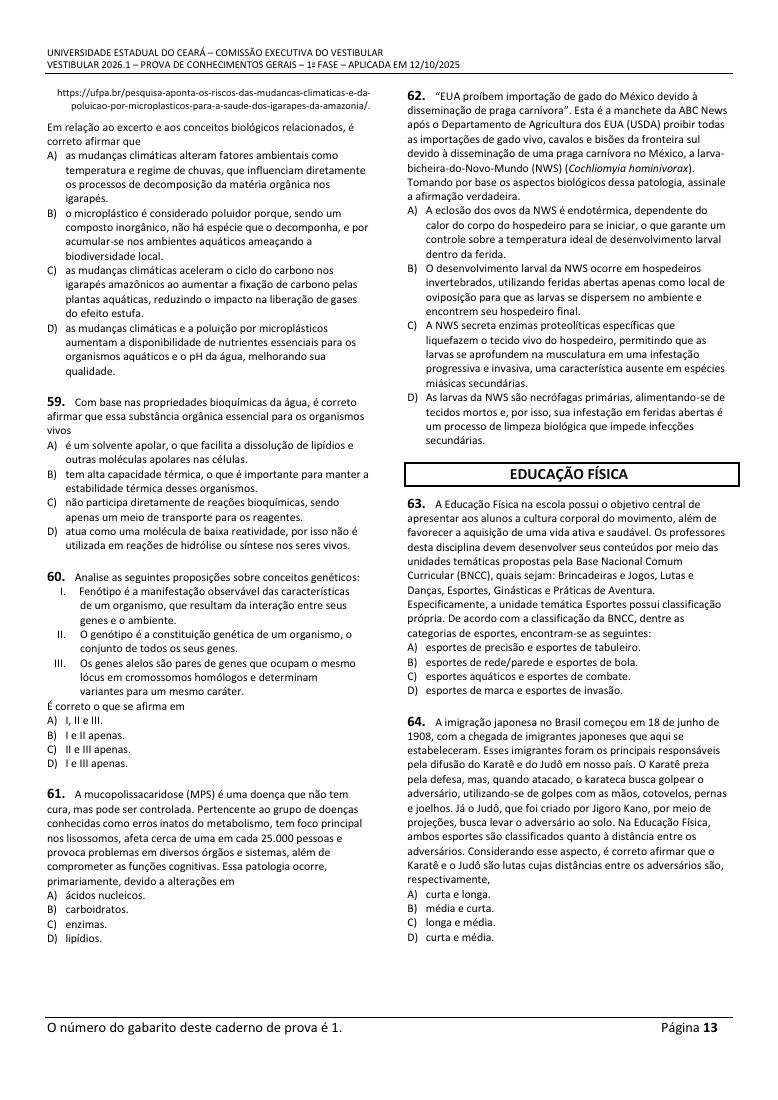 UNIVERSIDADE ESTADUAL DO CEARÁ – COMISSÃO EXECUTIVA DO VESTIBULAR
VESTIBULAR 2026.1 – PROVA DE CONHECIMENTOS GERAIS – 1ª FASE – APLICADA EM 12/10/2025
https://ufpa.br/pesquisa-aponta-os-riscos-das-mudancas-climaticas-e-da-
poluicao-por-microplasticos-para-a-saude-dos-igarapes-da-amazonia/.
Em relação ao excerto e aos conceitos biológicos relacionados, é
correto afirmar que
A) as mudanças climáticas alteram fatores ambientais como
temperatura e regime de chuvas, que influenciam diretamente
os processos de decomposição da matéria orgânica nos
igarapés.
B) o microplástico é considerado poluidor porque, sendo um
composto inorgânico, não há espécie que o decomponha, e por
acumular-se nos ambientes aquáticos ameaçando a
biodiversidade local.
C) as mudanças climáticas aceleram o ciclo do carbono nos
igarapés amazônicos ao aumentar a fixação de carbono pelas
plantas aquáticas, reduzindo o impacto na liberação de gases
do efeito estufa.
D) as mudanças climáticas e a poluição por microplásticos
aumentam a disponibilidade de nutrientes essenciais para os
organismos aquáticos e o pH da água, melhorando sua
qualidade.
59. Com base nas propriedades bioquímicas da água, é correto
afirmar que essa substância orgânica essencial para os organismos
vivos
A) é um solvente apolar, o que facilita a dissolução de lipídios e
outras moléculas apolares nas células.
B) tem alta capacidade térmica, o que é importante para manter a
estabilidade térmica desses organismos.
C) não participa diretamente de reações bioquímicas, sendo
apenas um meio de transporte para os reagentes.
D) atua como uma molécula de baixa reatividade, por isso não é
utilizada em reações de hidrólise ou síntese nos seres vivos.
60. Analise as seguintes proposições sobre conceitos genéticos:
I. Fenótipo é a manifestação observável das características
de um organismo, que resultam da interação entre seus
genes e o ambiente.
II. O genótipo é a constituição genética de um organismo, o
conjunto de todos os seus genes.
III. Os genes alelos são pares de genes que ocupam o mesmo
lócus em cromossomos homólogos e determinam
variantes para um mesmo caráter.
É correto o que se afirma em
A) I, II e III.
B) I e II apenas.
C) II e III apenas.
D) I e III apenas.
61. A mucopolissacaridose (MPS) é uma doença que não tem
cura, mas pode ser controlada. Pertencente ao grupo de doenças
conhecidas como erros inatos do metabolismo, tem foco principal
nos lisossomos, afeta cerca de uma em cada 25.000 pessoas e
provoca problemas em diversos órgãos e sistemas, além de
comprometer as funções cognitivas. Essa patologia ocorre,
primariamente, devido a alterações em
A) ácidos nucleicos.
B) carboidratos.
C) enzimas.
D) lipídios.
62. “EUA proíbem importação de gado do México devido à
disseminação de praga carnívora”. Esta é a manchete da ABC News
após o Departamento de Agricultura dos EUA (USDA) proibir todas
as importações de gado vivo, cavalos e bisões da fronteira sul
devido à disseminação de uma praga carnívora no México, a larva-
bicheira-do-Novo-Mundo (NWS) (Cochliomyia hominivorax).
Tomando por base os aspectos biológicos dessa patologia, assinale
a afirmação verdadeira.
A) A eclosão dos ovos da NWS é endotérmica, dependente do
calor do corpo do hospedeiro para se iniciar, o que garante um
controle sobre a temperatura ideal de desenvolvimento larval
dentro da ferida.
B) O desenvolvimento larval da NWS ocorre em hospedeiros
invertebrados, utilizando feridas abertas apenas como local de
oviposição para que as larvas se dispersem no ambiente e
encontrem seu hospedeiro final.
C) A NWS secreta enzimas proteolíticas específicas que
liquefazem o tecido vivo do hospedeiro, permitindo que as
larvas se aprofundem na musculatura em uma infestação
progressiva e invasiva, uma característica ausente em espécies
miásicas secundárias.
D) As larvas da NWS são necrófagas primárias, alimentando-se de
tecidos mortos e, por isso, sua infestação em feridas abertas é
um processo de limpeza biológica que impede infecções
secundárias.
EDUCAÇÃO FÍSICA
63. A Educação Física na escola possui o objetivo central de
apresentar aos alunos a cultura corporal do movimento, além de
favorecer a aquisição de uma vida ativa e saudável. Os professores
desta disciplina devem desenvolver seus conteúdos por meio das
unidades temáticas propostas pela Base Nacional Comum
Curricular (BNCC), quais sejam: Brincadeiras e Jogos, Lutas e
Danças, Esportes, Ginásticas e Práticas de Aventura.
Especificamente, a unidade temática Esportes possui classificação
própria. De acordo com a classificação da BNCC, dentre as
categorias de esportes, encontram-se as seguintes:
A) esportes de precisão e esportes de tabuleiro.
B) esportes de rede/parede e esportes de bola.
C) esportes aquáticos e esportes de combate.
D) esportes de marca e esportes de invasão.
64. A imigração japonesa no Brasil começou em 18 de junho de
1908, com a chegada de imigrantes japoneses que aqui se
estabeleceram. Esses imigrantes foram os principais responsáveis
pela difusão do Karatê e do Judô em nosso país. O Karatê preza
pela defesa, mas, quando atacado, o karateca busca golpear o
adversário, utilizando-se de golpes com as mãos, cotovelos, pernas
e joelhos. Já o Judô, que foi criado por Jigoro Kano, por meio de
projeções, busca levar o adversário ao solo. Na Educação Física,
ambos esportes são classificados quanto à distância entre os
adversários. Considerando esse aspecto, é correto afirmar que o
Karatê e o Judô são lutas cujas distâncias entre os adversários são,
respectivamente,
A) curta e longa.
B) média e curta.
C) longa e média.
D) curta e média.
O número do gabarito deste caderno de prova é 1.
Página 13